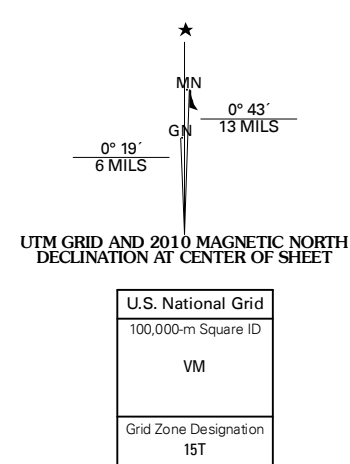 MN
0° 43´
13 MILS
GN
0° 19´
6 MILS
UTM GRID AND 2010 MAGNETIC NORTH
DECLINATION AT CENTER OF SHEET
U.S. National Grid
100,000-m Square ID
VM
Grid Zone Designation
15T